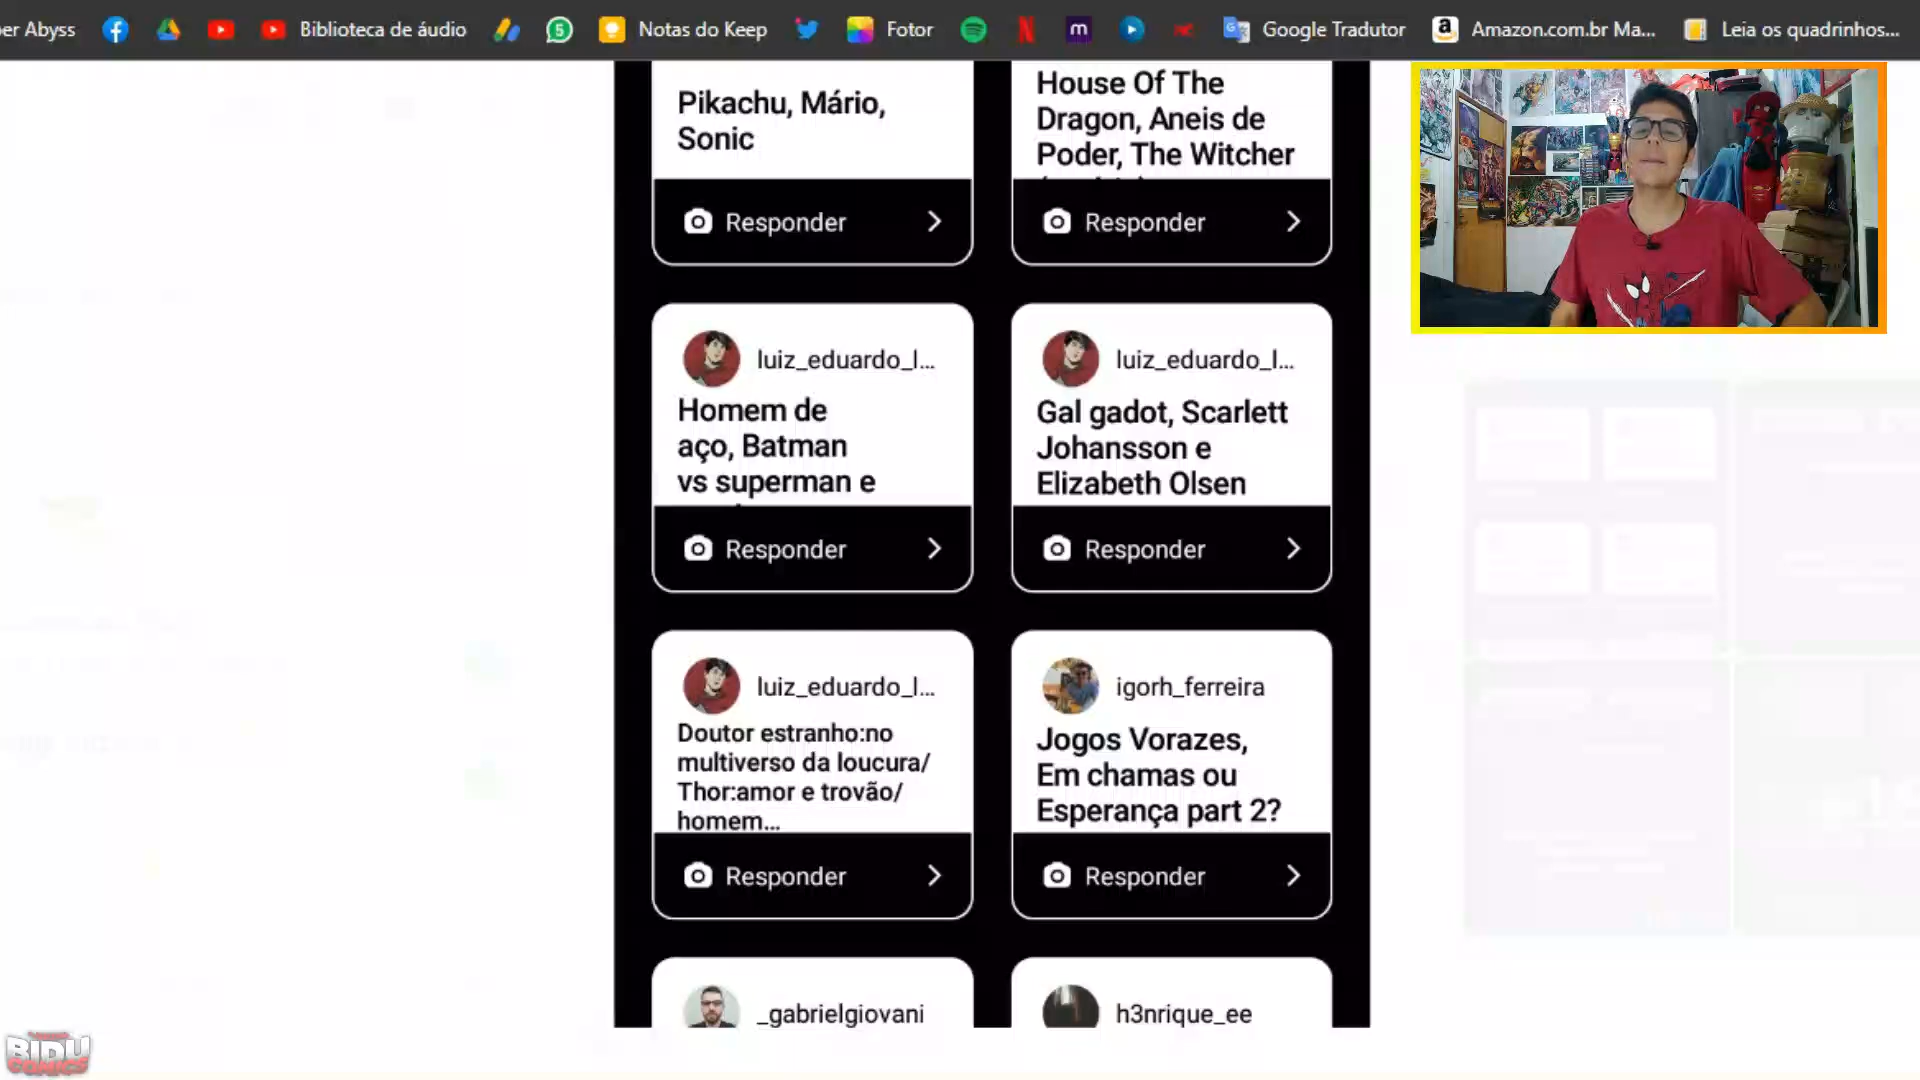 er Abyss
Biblioteca de áudio
5
Notas do Keep
Fotor
m
Google Tradutor
Amazon.com.br Ma...
Leia os quadrinhos...
Pikachu, Mário,
Sonic
Responder
House Of The
Dragon, Aneis de
Poder, The Witcher
Responder
luiz_eduardo_l...
Homem de
aço, Batman
vs superman e
Responder
luiz_eduardo_l...
Gal gadot, Scarlett
Johansson e
Elizabeth Olsen
Responder
luiz_eduardo_l...
Doutor estranho:no
multiverso da loucura/
Thor:amor e trovão/
homem...
Responder
igorh_ferreira
Jogos Vorazes,
Em chamas ou
Esperança part 2?
Responder
_gabrielgiovani
h3nrique_ee
BIDU
COMICS